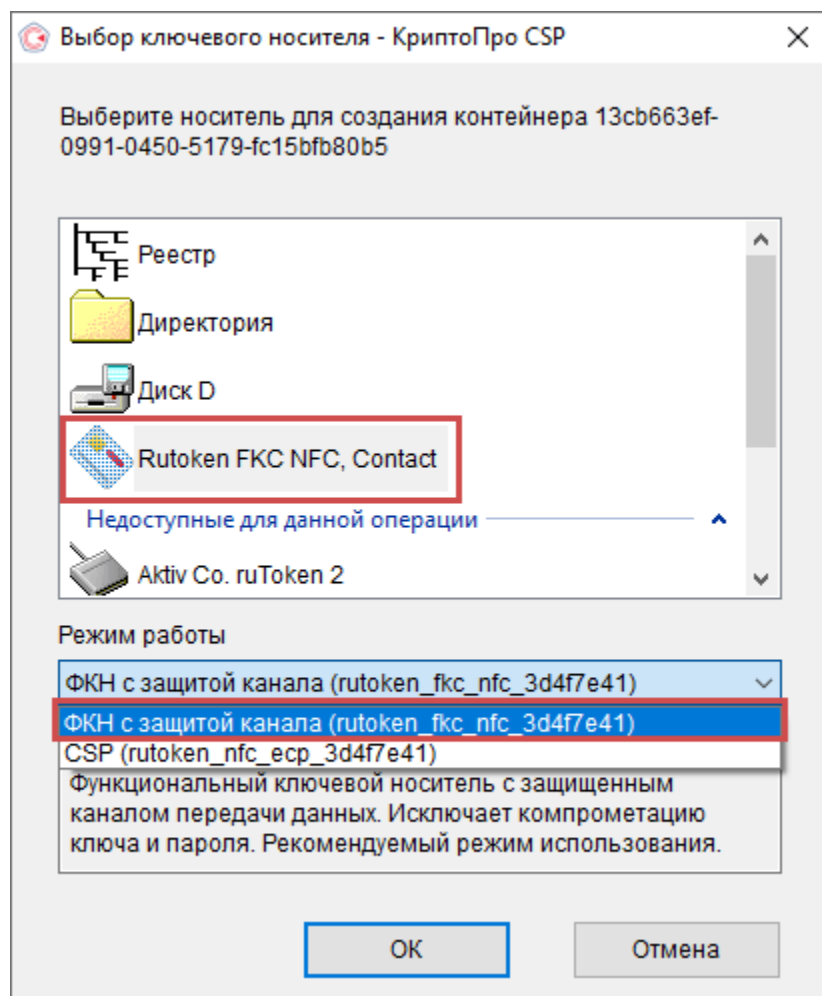 Выбор ключевого носителя - КриптоПро CSP
Выберите носитель для создания контейнера 13cb663ef-
0991-0450-5179-fc15bfb80b5
Реестр
Директория
Диск D
Rutoken FKC NFC, Contact
Недоступные для данной операции
Aktiv Co. ruToken 2
Режим работы
ФКН с защитой канала (rutoken_fkc_nfc_3d4f7e41)
ФКН с защитой канала (rutoken_fkc_nfc_3d4f7e41)
CSP (rutoken_nfc_ecp_3d4f7e41)
Функциональный ключевой носитель с защищенным
каналом передачи данных. Исключает компрометацию
ключа и пароля. Рекомендуемый режим использования.
ОК
Отмена